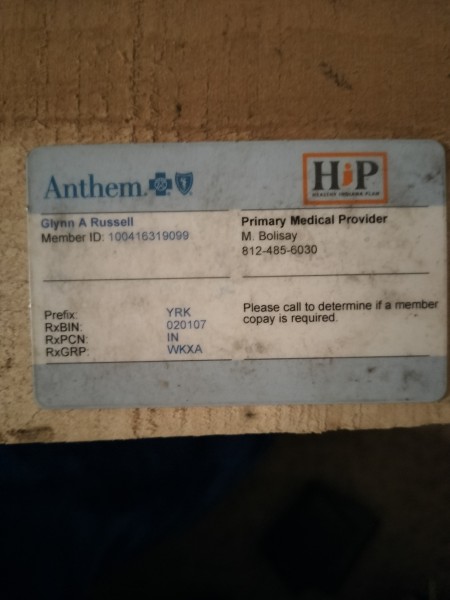 Anthem
HiP
HEALTHY INDIANA PLAN
Glynn A Russell
Member ID: 100416319099
Primary Medical Provider
M. Bolisay
812-485-6030
Prefix: YRK
RxBIN: 020107
RxPCN: IN
RxGRP: WKXA
Please call to determine if a member
copay is required.